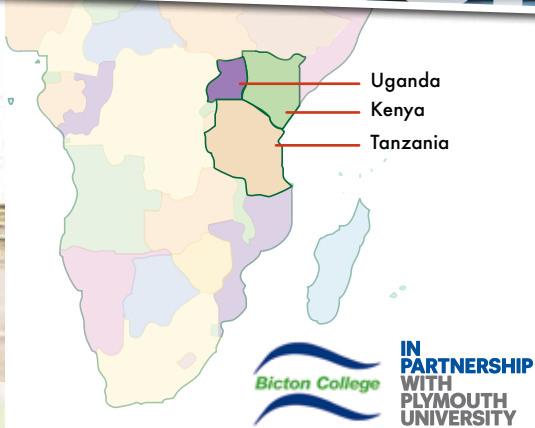 Uganda
Kenya
Tanzania
Bicton College
IN
PARTNERSHIP
WITH
PLYMOUTH
UNIVERSITY